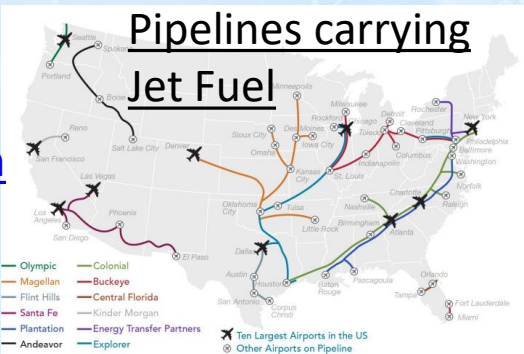 Pipelines carrying
Jet Fuel
Seattle
Spokane
Portland
Boise
Reno
Salt Lake City
San Francisco
Las Vegas
Los
Angeles
San Diego
Phoenix
El Paso
Denver
Minneapolis
Sioux City
Omaha
Des Moines
Iowa City
Kansas
City
Oklahoma
City
Tulsa
Little Rock
Dallas
Austin
San Antonio
Houston
Corpus
Christi
Milwaukee
Rockford
Chicago
St. Louis
Indianapolis
Detroit
Toledo
Cleveland
Columbus
Pittsburgh
Rochester
New York
Philadelphia
Baltimore
Washington
Norfolk
Raleigh
Charlotte
Nashville
Birmingham
Atlanta
Baton
Rouge
Pascagoula
Orlando
Tampa
Fort Lauderdale
Miami
Olympic
Magellan
Flint Hills
Santa Fe
Plantation
Andeavor
Colonial
Buckeye
Central Florida
Kinder Morgan
Energy Transfer Partners
Explorer
Ten Largest Airports in the US
Other Airports on Pipeline